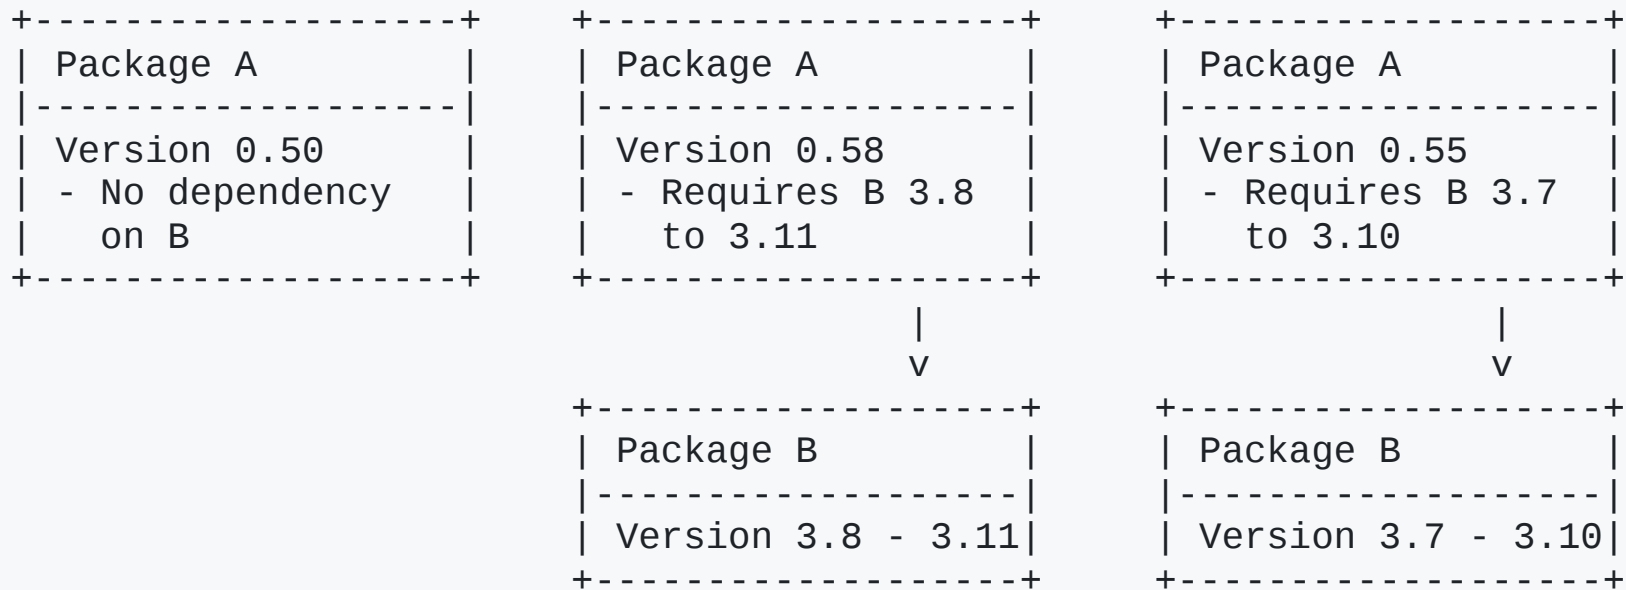 +-------------------+    +-------------------+     +-------------------+
| Package A         |    | Package A         |     | Package A         |
|-------------------|    |-------------------|     |-------------------|
| Version 0.50      |    | Version 0.58      |     | Version 0.55      |
| - No dependency   |    | - Requires B 3.8  |     | - Requires B 3.7  |
|   on B            |    |   to 3.11         |     |   to 3.10         |
+-------------------+    +-------------------+     +-------------------+
                                        |                         |
                                        v                         v
                         +-------------------+     +-------------------+
                         | Package B         |     | Package B         |
                         |-------------------|     |-------------------|
                         | Version 3.8 - 3.11|     | Version 3.7 - 3.10|
                         +-------------------+     +-------------------+